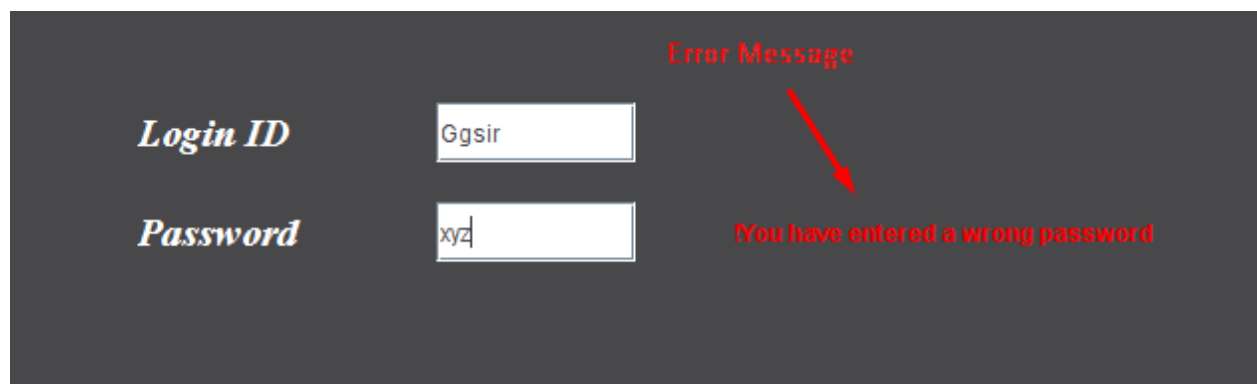 Error Message
Login ID
Ggsir
Password
xyz
!You have entered a wrong password